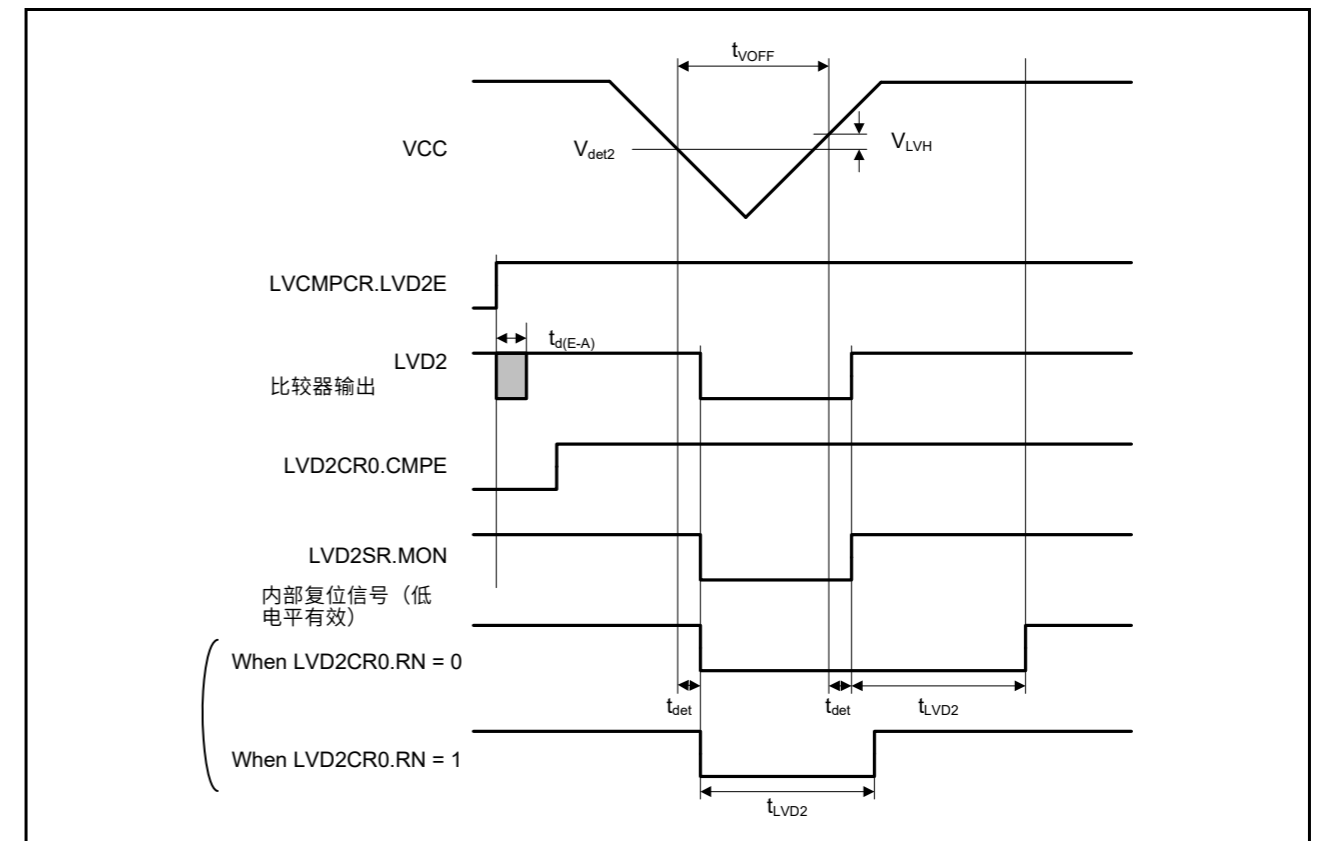 tVOFF
VCC
Vdet2
VLVH
LVCMPCR.LVD2E
td(E-A)
LVD2
比较器输出
LVD2CR0.CMPE
LVD2SR.MON
内部复位信号（低
电平有效）
When LVD2CR0.RN = 0
tdet
tdet
tLVD2
When LVD2CR0.RN = 1
tLVD2